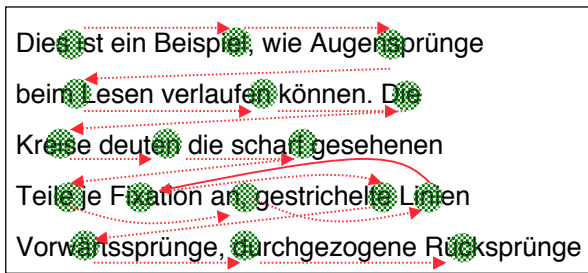 Dies ist ein Beispiel, wie Augensprünge
beim Lesen verlaufen können. Die
Kreise deuten die scharf gesehenen
Teile je Fixation an, gestrichelte Linien
Vorwärtssprünge, durchgezogene Rücksprünge